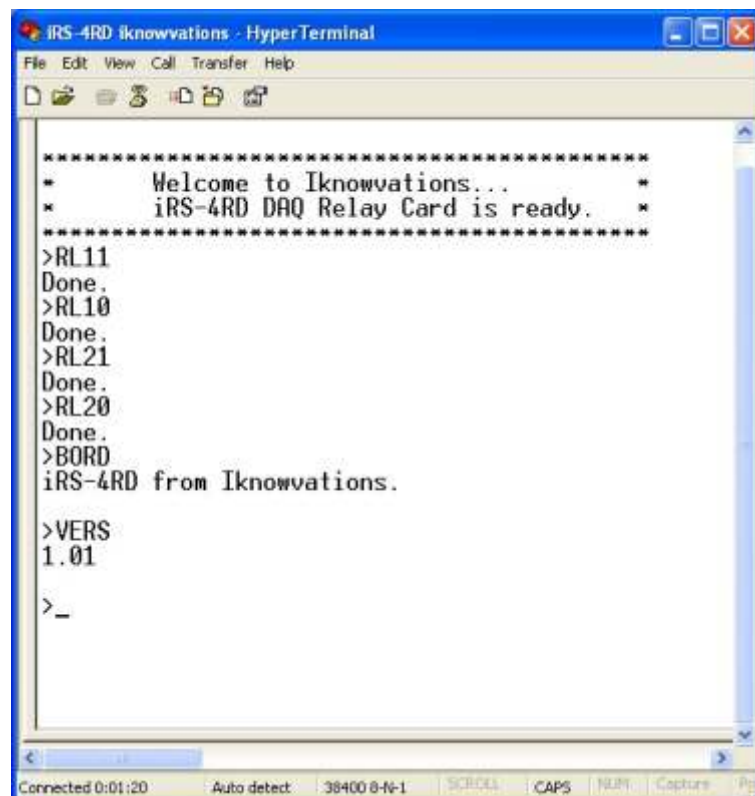 iRS-4RD iknowvations - HyperTerminal
File Edit View Call Transfer Help
*********************************************
* Welcome to Iknowvations... *
* iRS-4RD DAQ Relay Card is ready. *
*********************************************
>RL11
Done.
>RL10
Done.
>RL21
Done.
>RL20
Done.
>BORD
iRS-4RD from Iknowvations.
>VERS
1.01
>_
Connected 0:01:20 Auto detect 38400 8-N-1 SCROLL CAPS NUM Capture